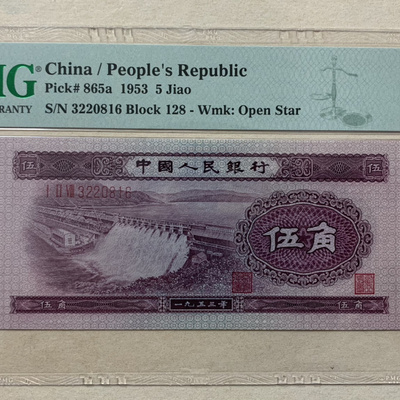 MG® China / People's Republic
RANTY Pick# 865a 1953 5 Jiao
S/N 3220816 Block 128 - Wmk: Open Star
伍 中國人民銀行 伍
I II VIII 3220816
伍角
伍角 一九五三年 伍角